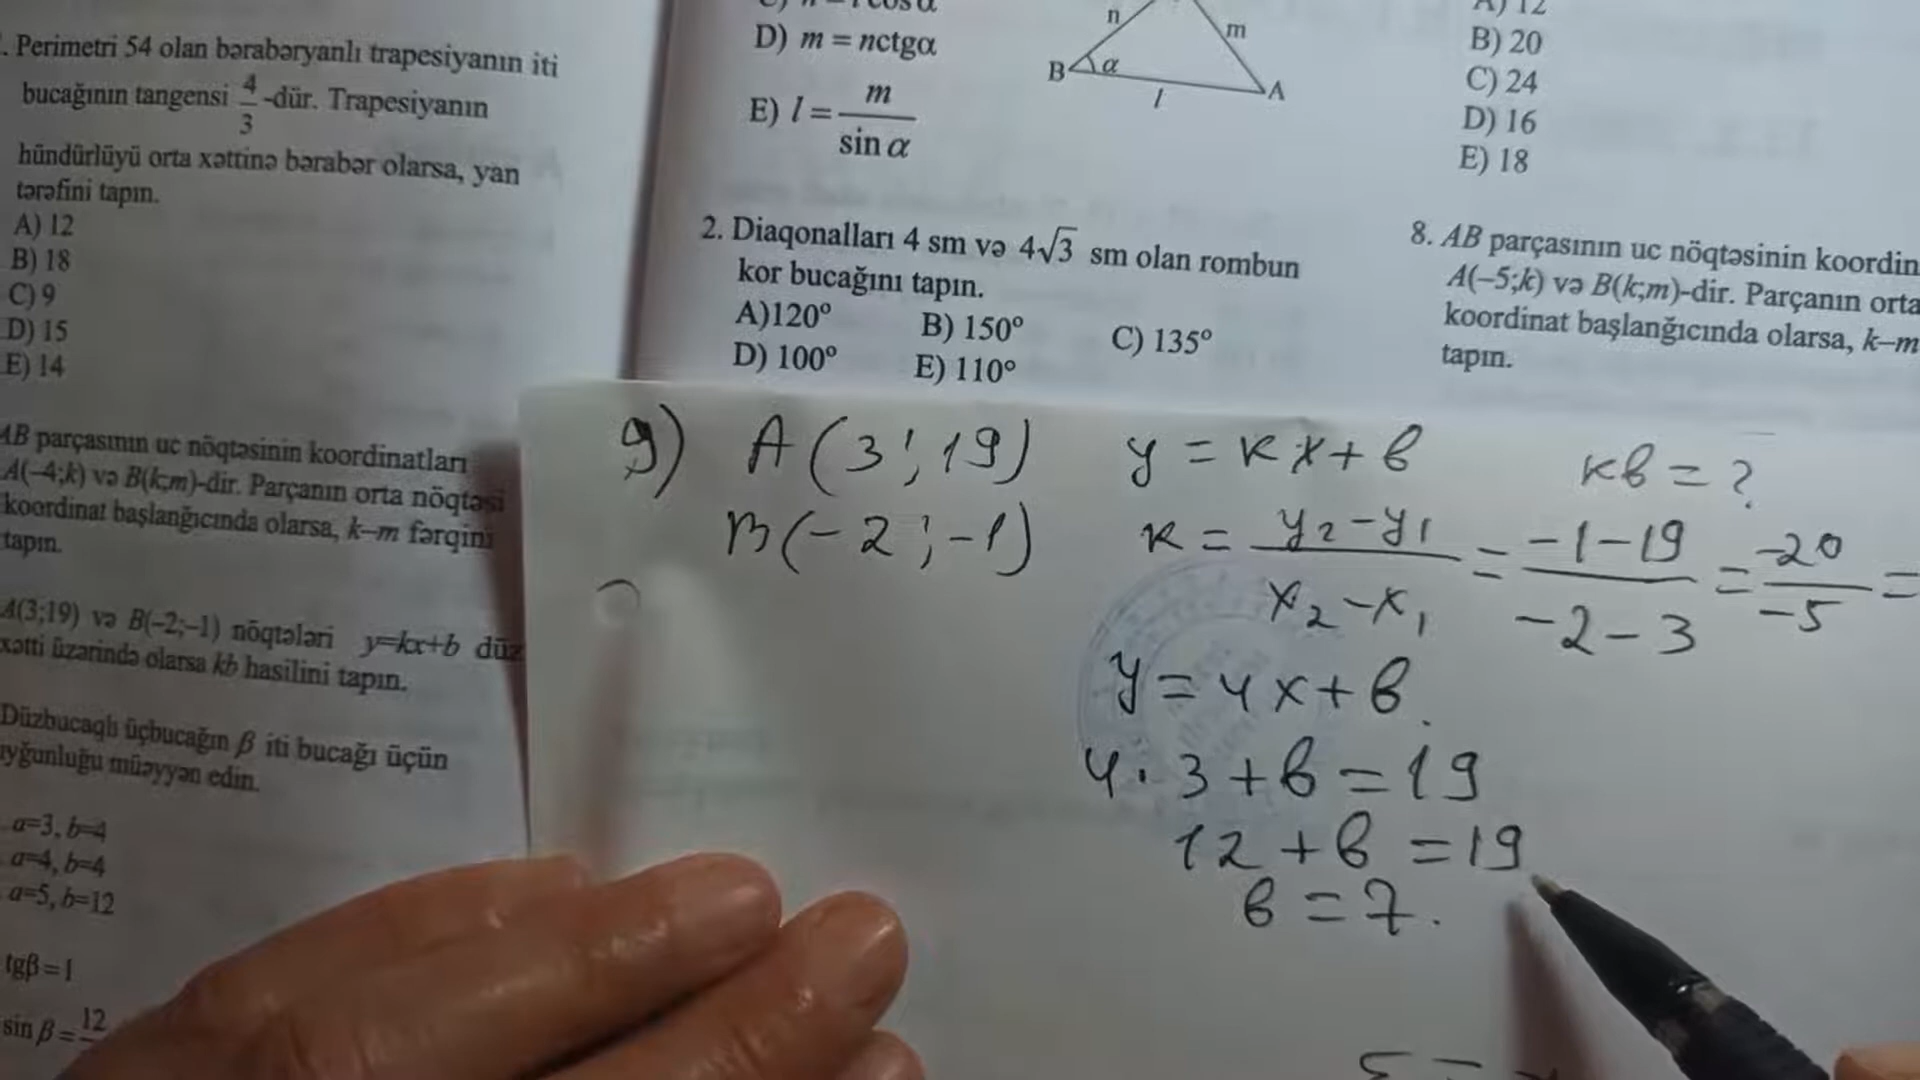 . Perimetri 54 olan bərabəryanlı trapesiyanın iti
bucağının tangensi 4/3 -dür. Trapesiyanın
hündürlüyü orta xəttinə bərabər olarsa, yan
tərəfini tapın.
A) 12
B) 18
C) 9
D) 15
E) 14
AB parçasının uc nöqtəsinin koordinatları
A(–4;k) və B(k;m)-dir. Parçanın orta nöqtəsi
koordinat başlanğıcında olarsa, k–m fərqini
tapın.
A(3;19) və B(–2;–1) nöqtələri y=kx+b düz
xətti üzərində olarsa kb hasilini tapın.
Düzbucaqlı üçbucağın β iti bucağı üçün
uyğunluğu müəyyən edin.
a=3, b=4
a=4, b=4
a=5, b=12
tgβ = 1
sin β = 12
D) m = nctgα
E) l = m / sin α
n
m
B
α
l
A
2. Diaqonalları 4 sm və 4√3 sm olan rombun
kor bucağını tapın.
A)120° B) 150° C) 135°
D) 100° E) 110°
A) 12
B) 20
C) 24
D) 16
E) 18
8. AB parçasının uc nöqtəsinin koordin
A(–5;k) və B(k;m)-dir. Parçanın orta
koordinat başlanğıcında olarsa, k–m
tapın.
9) A(3;19) y = kx + b kb = ?
B(-2;-1) k = y2 - y1 / x2 - x1 = -1-19 / -2-3 = -20 / -5 =
y = 4x + b.
4·3 + b = 19
12 + b = 19
b = 7.